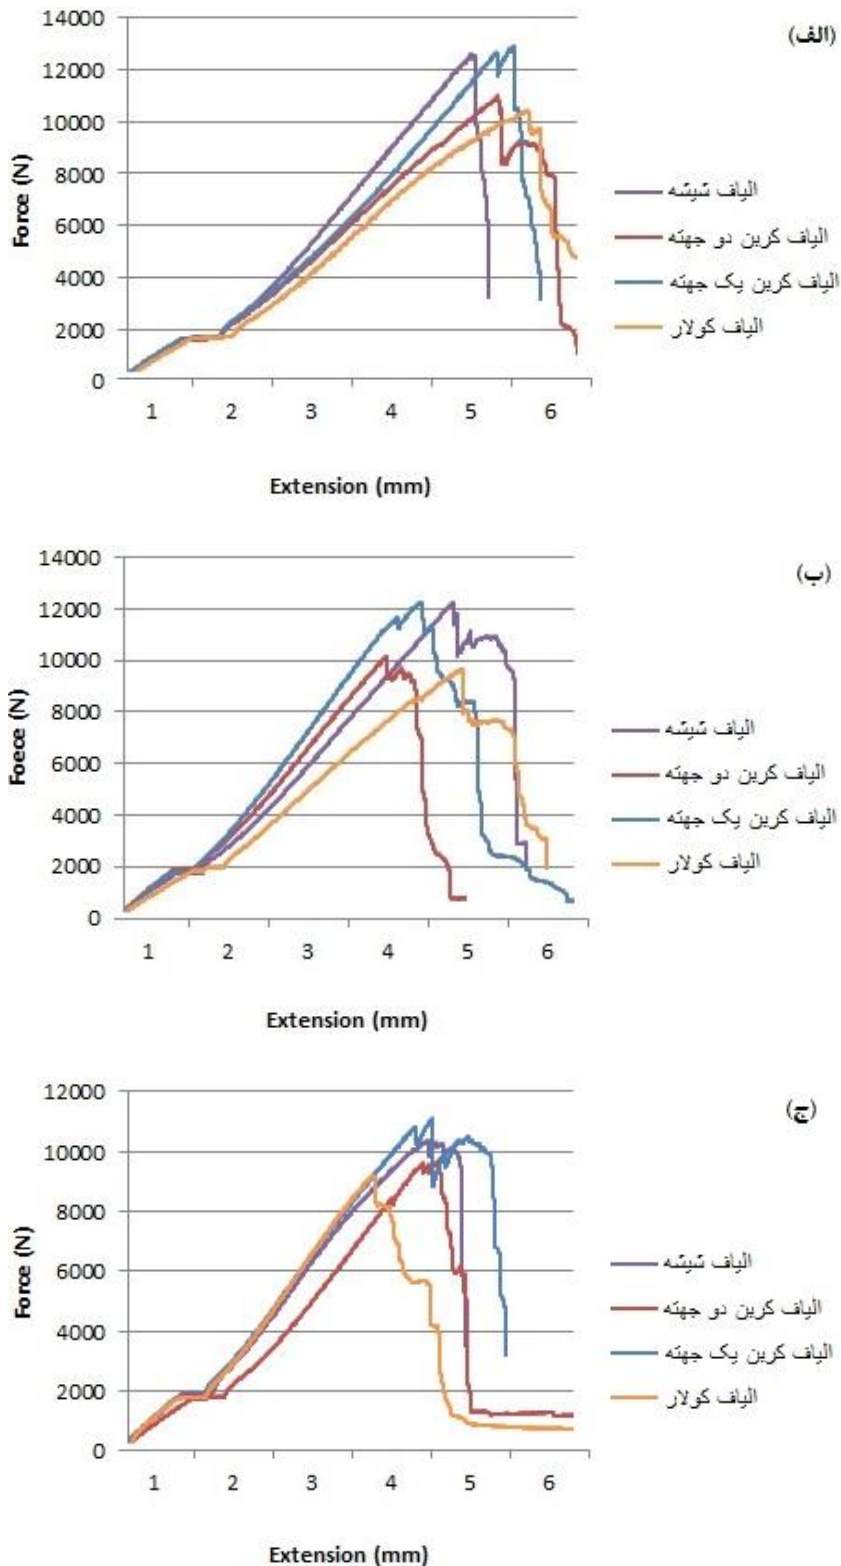 (الف)
14000
12000
10000
8000
6000
4000
2000
0
Force (N)
1 2 3 4 5 6
Extension (mm)
الیاف شیشه
الیاف کربن دو جهته
الیاف کربن یک جهته
الیاف کولار
(ب)
14000
12000
10000
8000
6000
4000
2000
0
Foece (N)
1 2 3 4 5 6
Extension (mm)
الیاف شیشه
الیاف کربن دو جهته
الیاف کربن یک جهته
الیاف کولار
(ج)
12000
10000
8000
6000
4000
2000
0
Force (N)
1 2 3 4 5 6
Extension (mm)
الیاف شیشه
الیاف کربن دو جهته
الیاف کربن یک جهته
الیاف کولار